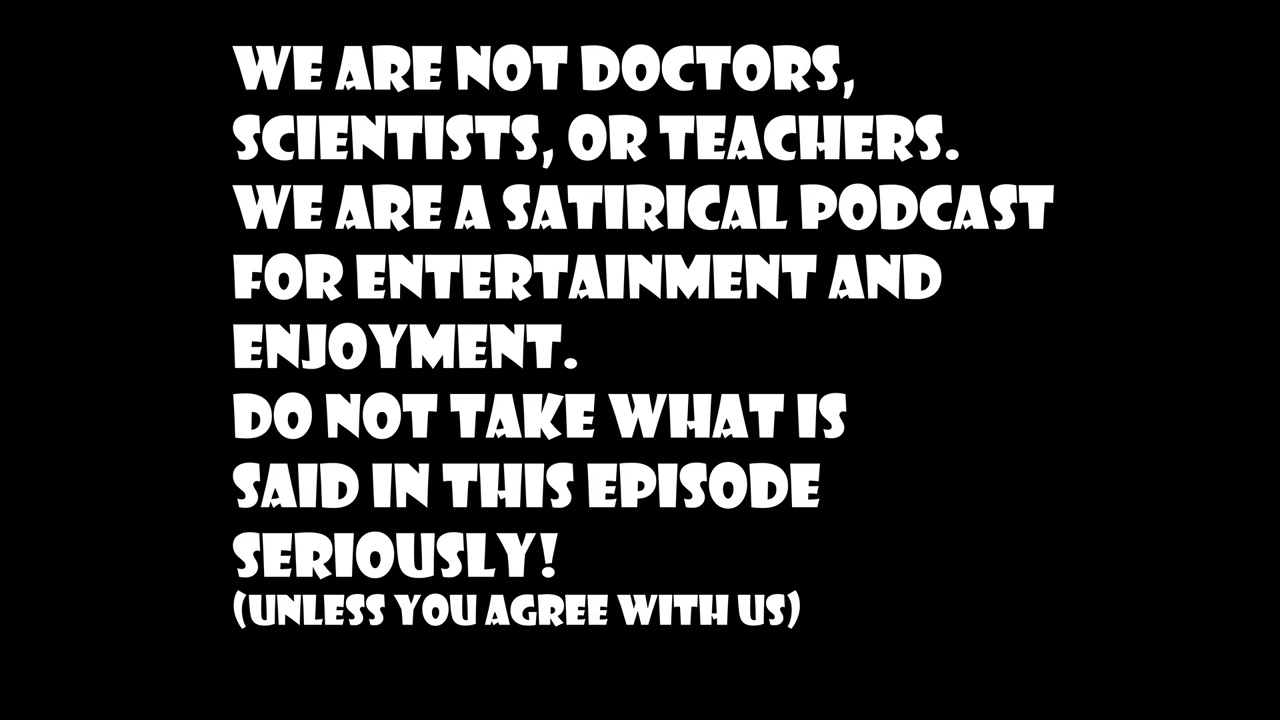 WE ARE NOT DOCTORS,
SCIENTISTS, OR TEACHERS.
WE ARE A SATIRICAL PODCAST
FOR ENTERTAINMENT AND
ENJOYMENT.
DO NOT TAKE WHAT IS
SAID IN THIS EPISODE
SERIOUSLY!
(UNLESS YOU AGREE WITH US)